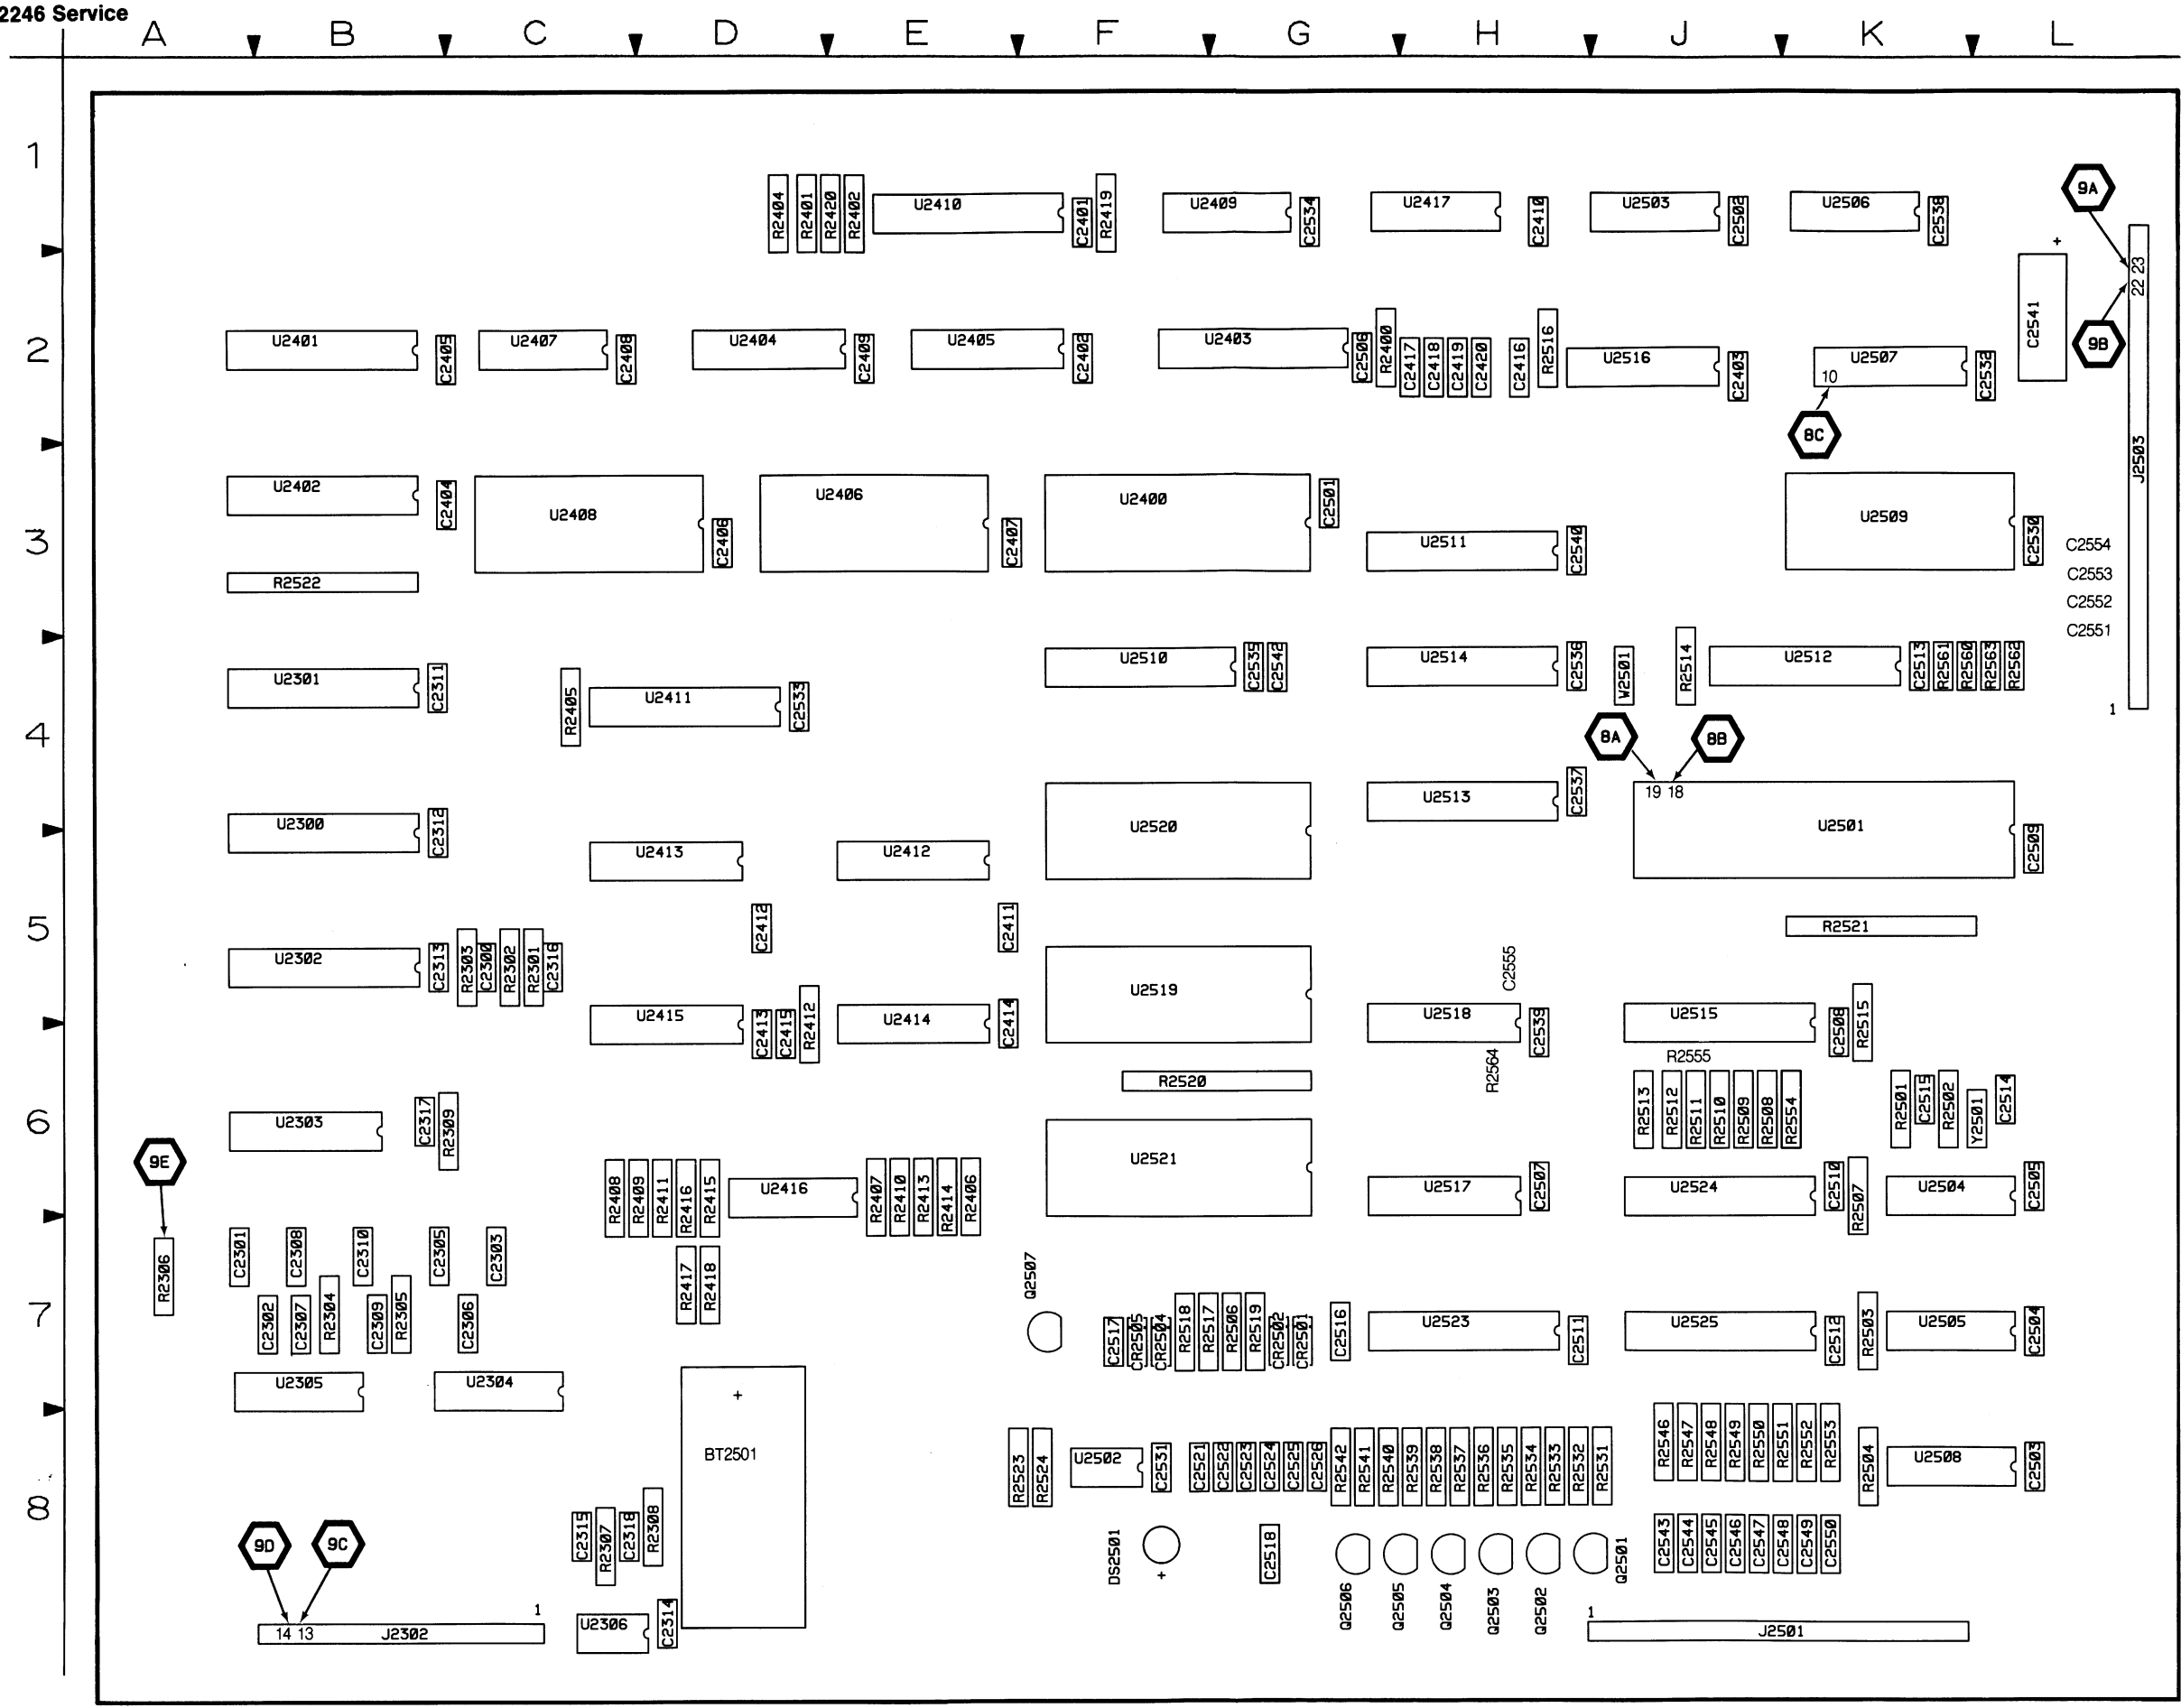 2246 Service
A B C D E F G H J K L
1
9A
R2404 R2401 R2420 R2402 U2410 C2401 R2419 U2409 C2534 U2417 C2410 U2503 C2502 U2506 C2538
+
23
22
2
U2401 C2405 U2407 C2408 U2404 C2409 U2405 C2402 U2403 C2506 R2400 C2417 C2418 C2419 C2420 C2416 R2516 U2516 C2403 U2507 C2532 C2541 9B
10
8C
J2503
3
U2402 C2404 U2408 C2406 U2406 C2407 U2400 C2501 U2511 C2540 U2509 C2530
C2554
C2553
C2552
C2551
R2522
U2301 C2311 R2405 U2411 C2533 U2510 C2535 C2542 U2514 C2536 W2501 R2514 U2512 C2513 R2561 R2560 R2563 R2562
1
4
8A 8B
19 18
U2300 C2312 U2413 U2412 U2520 U2513 C2537 U2501 C2509
5
C2412 C2411 R2521
U2302 C2313 R2303 C2300 R2302 R2301 C2316 U2519 C2555
U2415 C2413 C2415 R2412 U2414 C2414 U2518 C2539 U2515 C2508 R2515
R2564 R2555
R2520
6
U2303 C2317 R2309 R2513 R2512 R2511 R2510 R2509 R2508 R2554 R2501 C2515 R2502 Y2501 C2514
9E
R2408 R2409 R2411 R2416 R2415 U2416 R2407 R2410 R2413 R2414 R2406 U2521 U2517 C2507 U2524 C2510 R2507 U2504 C2505
R2306 C2301 C2308 C2310 C2305 C2303 R2417 R2418 Q2507
7
C2302 C2307 R2304 C2309 R2305 C2306 C2517 CR2505 CR2504 R2518 R2517 R2506 R2519 CR2502 CR2501 C2516 U2523 C2511 U2525 C2512 R2503 U2505 C2504
U2305 U2304
+
BT2501
R2523 R2524 U2502 C2531 C2521 C2522 C2523 C2524 C2525 C2526 R2542 R2541 R2540 R2539 R2538 R2537 R2536 R2535 R2534 R2533 R2532 R2531 R2546 R2547 R2548 R2549 R2550 R2551 R2552 R2553 R2504 U2508 C2503
8
9D 9C C2315 R2307 C2318 R2308 DS2501 + C2518 Q2501 C2543 C2544 C2545 C2546 C2547 C2548 C2549 C2550
Q2506 Q2505 Q2504 Q2503 Q2502
14 13 J2302 1 U2306 C2314
1 J2501